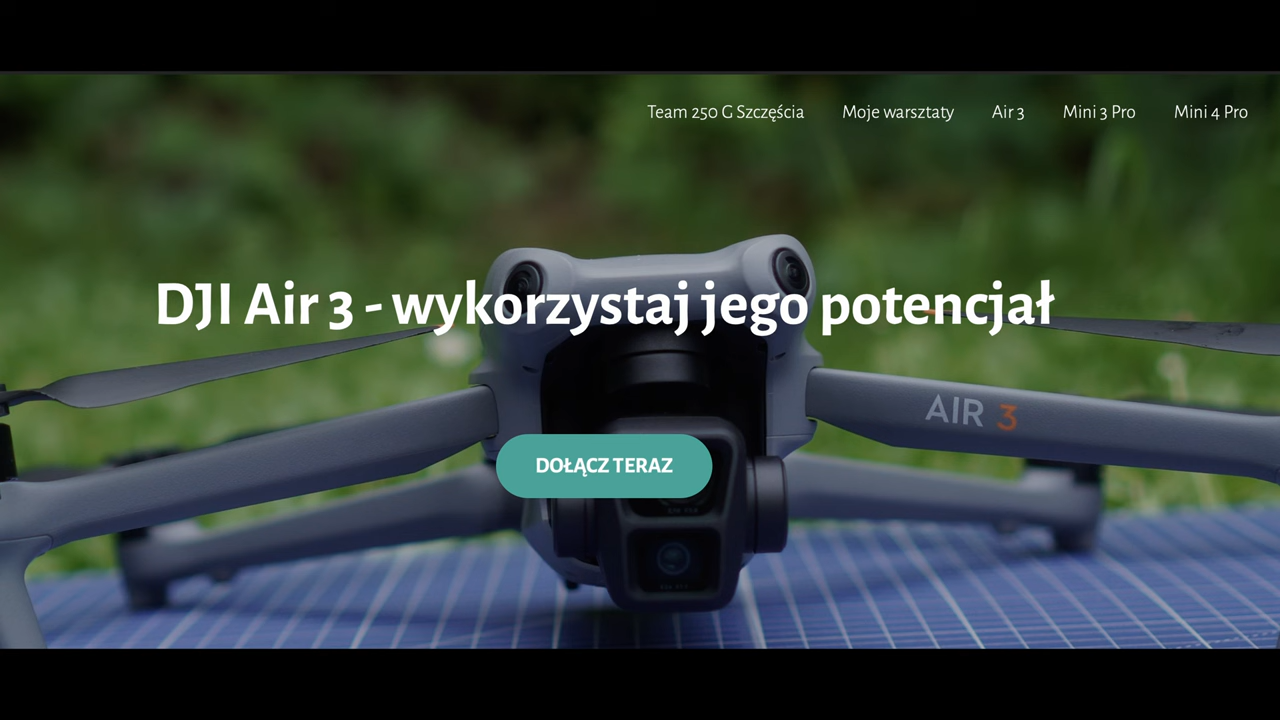 Team 250 G Szczęścia Moje warsztaty Air 3 Mini 3 Pro Mini 4 Pro
DJI Air 3 - wykorzystaj jego potencjał
AIR 3
DOŁĄCZ TERAZ